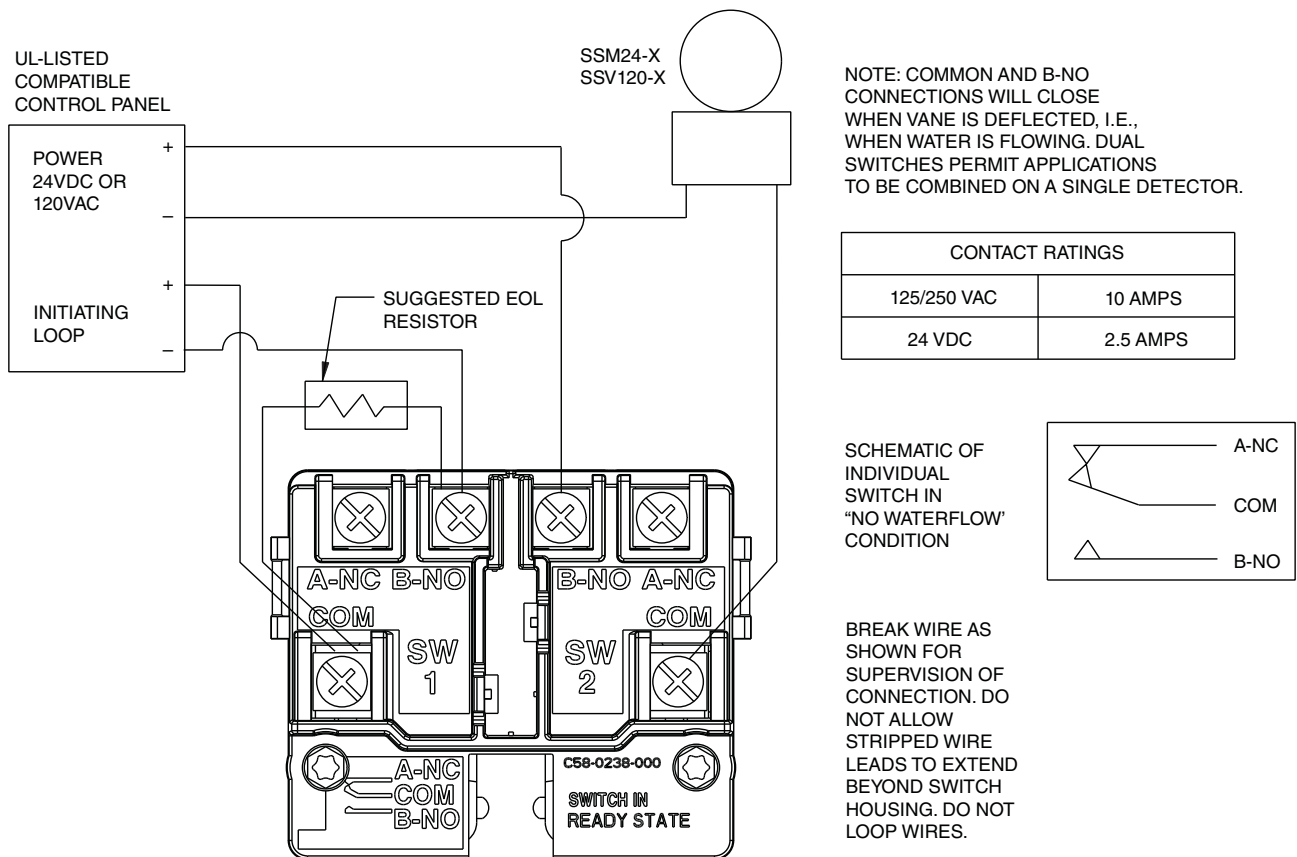 UL-LISTED
COMPATIBLE
CONTROL PANEL
POWER
24VDC OR
120VAC
+
–
INITIATING
LOOP
+
–
SUGGESTED EOL
RESISTOR
SSM24-X
SSV120-X
A-NC B-NO
COM
SW
1
B-NO A-NC
COM
SW
2
A-NC
COM
B-NO
C58-0238-000
SWITCH IN
READY STATE
NOTE: COMMON AND B-NO
CONNECTIONS WILL CLOSE
WHEN VANE IS DEFLECTED, I.E.,
WHEN WATER IS FLOWING. DUAL
SWITCHES PERMIT APPLICATIONS
TO BE COMBINED ON A SINGLE DETECTOR.
CONTACT RATINGS
125/250 VAC 10 AMPS
24 VDC 2.5 AMPS
SCHEMATIC OF
INDIVIDUAL
SWITCH IN
“NO WATERFLOW’
CONDITION
A-NC
COM
B-NO
BREAK WIRE AS
SHOWN FOR
SUPERVISION OF
CONNECTION. DO
NOT ALLOW
STRIPPED WIRE
LEADS TO EXTEND
BEYOND SWITCH
HOUSING. DO NOT
LOOP WIRES.